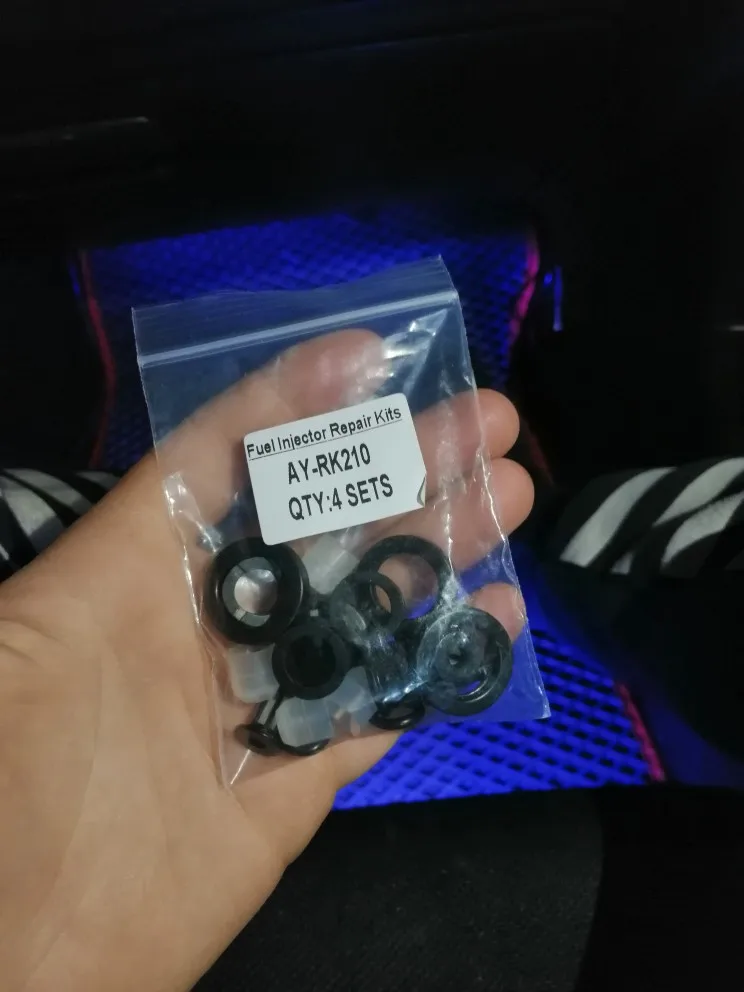 Fuel Injector Repair Kits
AY-RK210
QTY:4 SETS